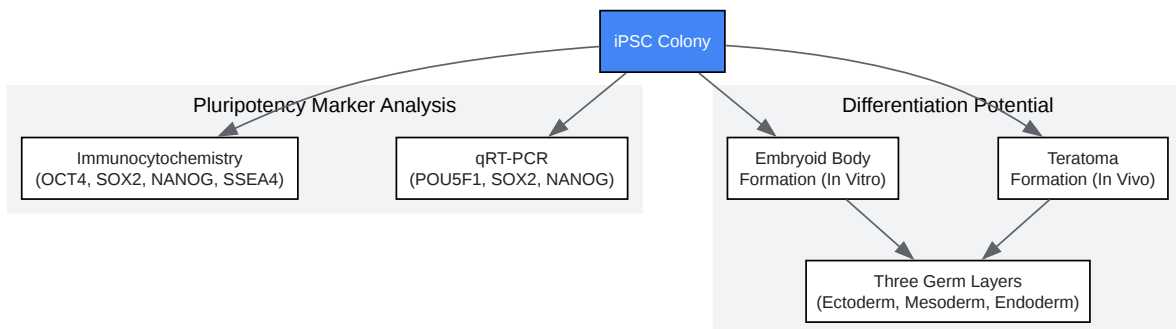 iPSC Colony
Pluripotency Marker Analysis
Immunocytochemistry
(OCT4, SOX2, NANOG, SSEA4)
qRT-PCR
(POU5F1, SOX2, NANOG)
Differentiation Potential
Embryoid Body
Formation (In Vitro)
Teratoma
Formation (In Vivo)
Three Germ Layers
(Ectoderm, Mesoderm, Endoderm)